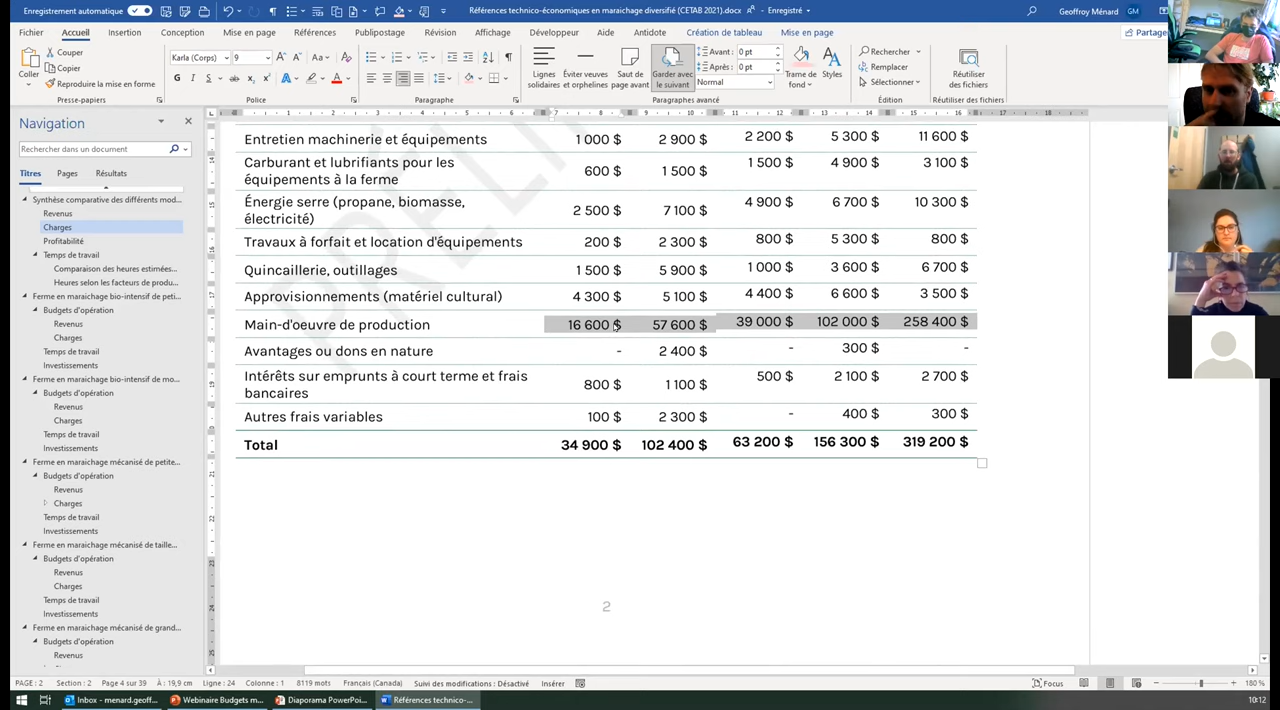 Enregistrement automatique
Références technico-économiques en maraichage diversifié (CETAB 2021).docx
Enregistré
Geoffroy Ménard
GM
Fichier Accueil Insertion Conception Mise en page Références Publipostage Révision Affichage Développeur Aide Antidote Création de tableau Mise en page
Partage
Coller
Couper
Copier
Reproduire la mise en forme
Presse-papiers
Karla (Corps) 9
Police
Paragraphe
Lignes solidaires
Éviter veuves et orphelines
Saut de page avant
Garder avec le suivant
Avant : 0 pt
Après : 0 pt
Normal
Trame de fond
Styles
Paragraphes avancé
Rechercher
Remplacer
Sélectionner
Édition
Réutiliser des fichiers
Réutiliser des fichiers
Navigation
Rechercher dans un document
Titres Pages Résultats
Synthèse comparative des différents mod...
Revenus
Charges
Profitabilité
Temps de travail
Comparaison des heures estimées...
Heures selon les facteurs de produ...
Ferme en maraichage bio-intensif de peti...
Budgets d'opération
Revenus
Charges
Temps de travail
Investissements
Ferme en maraichage bio-intensif de mo...
Budgets d'opération
Revenus
Charges
Temps de travail
Investissements
Ferme en maraichage mécanisé de petite...
Budgets d'opération
Revenus
Charges
Temps de travail
Investissements
Ferme en maraichage mécanisé de taille...
Budgets d'opération
Revenus
Charges
Temps de travail
Investissements
Ferme en maraichage mécanisé de grand...
Budgets d'opération
Revenus
Entretien machinerie et équipements 1 000 $ 2 900 $ 2 200 $ 5 300 $ 11 600 $
Carburant et lubrifiants pour les
équipements à la ferme 600 $ 1 500 $ 1 500 $ 4 900 $ 3 100 $
Énergie serre (propane, biomasse,
électricité) 2 500 $ 7 100 $ 4 900 $ 6 700 $ 10 300 $
Travaux à forfait et location d'équipements 200 $ 2 300 $ 800 $ 5 300 $ 800 $
Quincaillerie, outillages 1 500 $ 5 900 $ 1 000 $ 3 600 $ 6 700 $
Approvisionnements (matériel cultural) 4 300 $ 5 100 $ 4 400 $ 6 600 $ 3 500 $
Main-d'oeuvre de production 16 600 $ 57 600 $ 39 000 $ 102 000 $ 258 400 $
Avantages ou dons en nature - 2 400 $ - 300 $ -
Intérêts sur emprunts à court terme et frais
bancaires 800 $ 1 100 $ 500 $ 2 100 $ 2 700 $
Autres frais variables 100 $ 2 300 $ - 400 $ 300 $
Total 34 900 $ 102 400 $ 63 200 $ 156 300 $ 319 200 $
2
PAGE : 2 Section : 2 Page 4 sur 39 À : 19,9 cm Ligne : 24 Colonne : 1 8119 mots Français (Canada) Suivi des modifications : Désactivé Insérer
Focus
180 %
Inbox - menard.geoff...
Webinaire Budgets m...
Diaporama PowerPoi...
Références technico-...
10:12